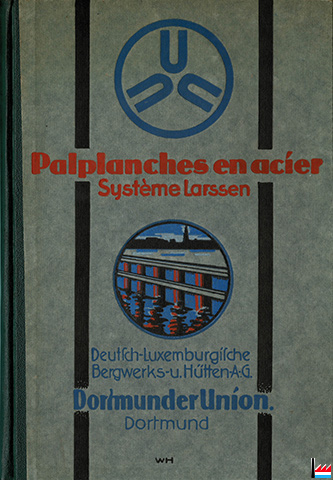 Palplanches en acier
Système Larssen
Deutſch-Luxemburgiſche
Bergwerks-u. Hütten-A-G.
Dortmunder Union.
Dortmund
WH